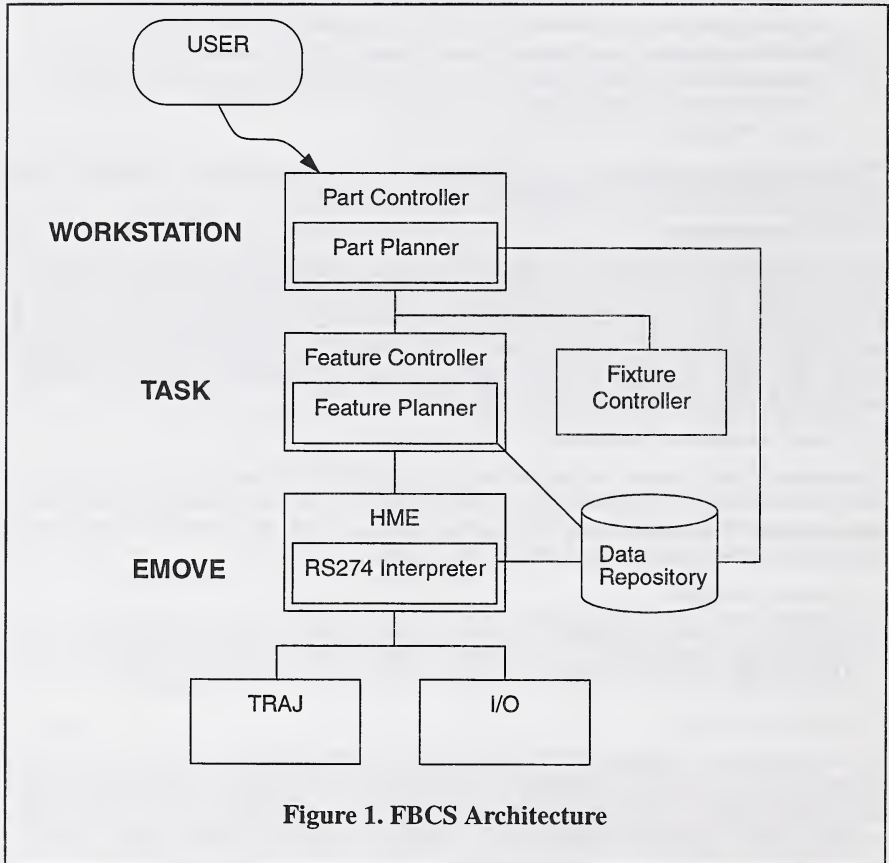 USER
Part Controller
WORKSTATION
Part Planner
Feature Controller
TASK
Feature Planner
Fixture
Controller
HME
EMOVE
RS274 Interpreter
Data
Repository
TRAJ
I/O
Figure 1. FBCS Architecture